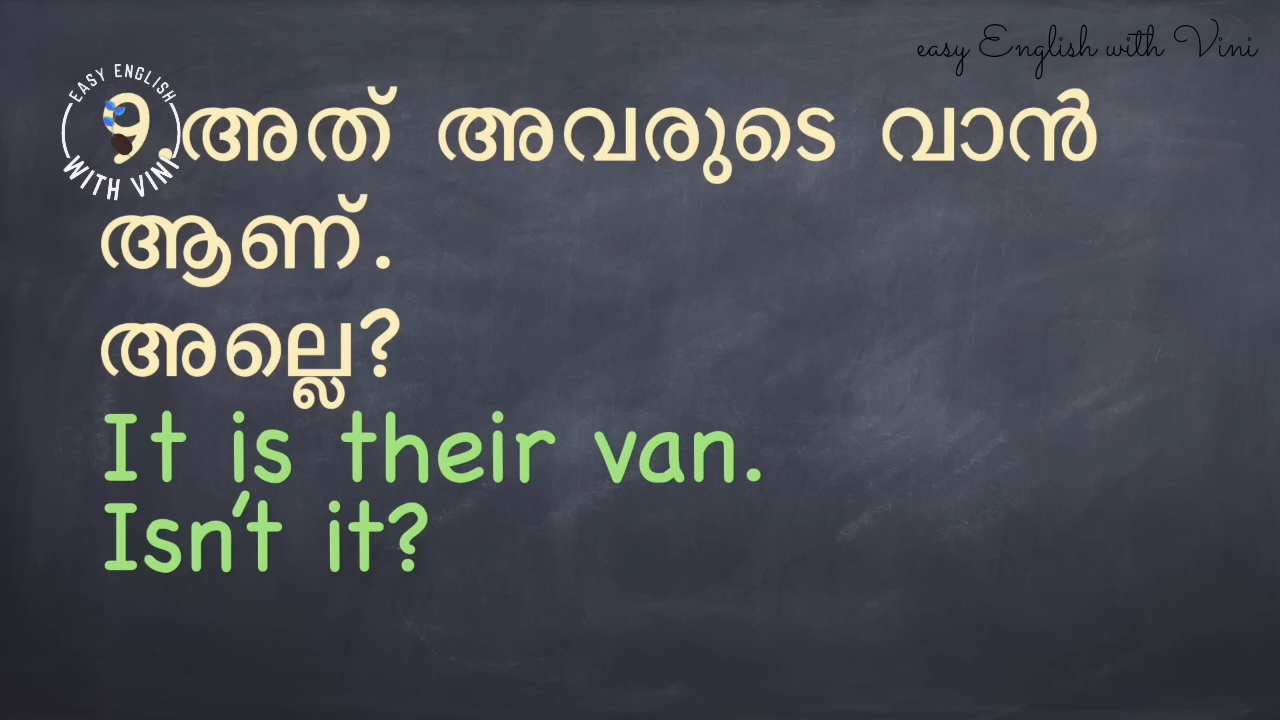 easy English with Vini
EASY ENGLISH
WITH VINI
9.അത് അവരുടെ വാൻ
ആണ്.
അല്ലെ?
It is their van.
Isn't it?